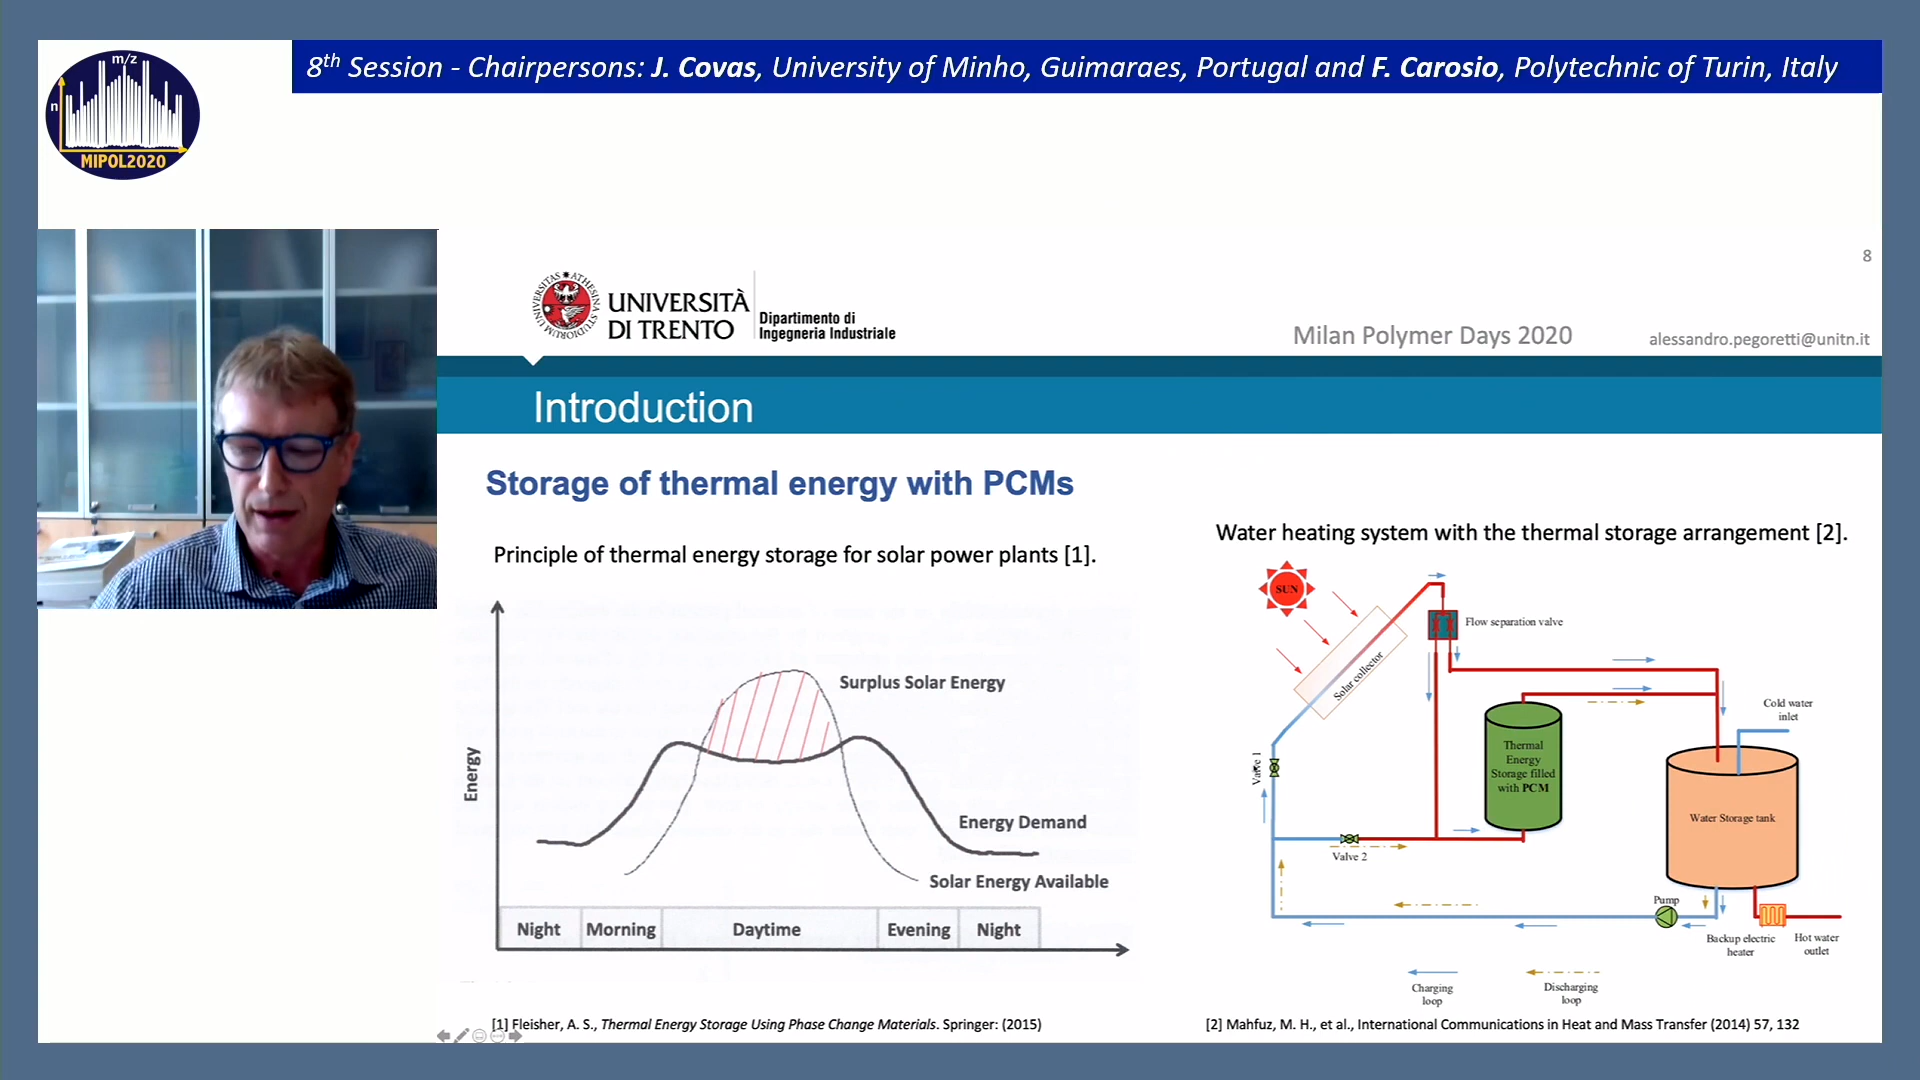 8th Session - Chairpersons: J. Covas, University of Minho, Guimaraes, Portugal and F. Carosio, Polytechnic of Turin, Italy
m/z
n
MIPOL2020
8
UNIVERSITÀ
DI TRENTO
Dipartimento di
Ingegneria Industriale
Milan Polymer Days 2020
alessandro.pegoretti@unitn.it
Introduction
Storage of thermal energy with PCMs
Principle of thermal energy storage for solar power plants [1].
Energy
Surplus Solar Energy
Energy Demand
Solar Energy Available
Night
Morning
Daytime
Evening
Night
[1] Fleisher, A. S., Thermal Energy Storage Using Phase Change Materials. Springer: (2015)
Water heating system with the thermal storage arrangement [2].
SUN
Solar collector
Flow separation valve
Cold water
inlet
Valve 1
Thermal
Energy
Storage filled
with PCM
Water Storage tank
Valve 2
Pump
Backup electric
heater
Hot water
outlet
Charging
loop
Discharging
loop
[2] Mahfuz, M. H., et al., International Communications in Heat and Mass Transfer (2014) 57, 132